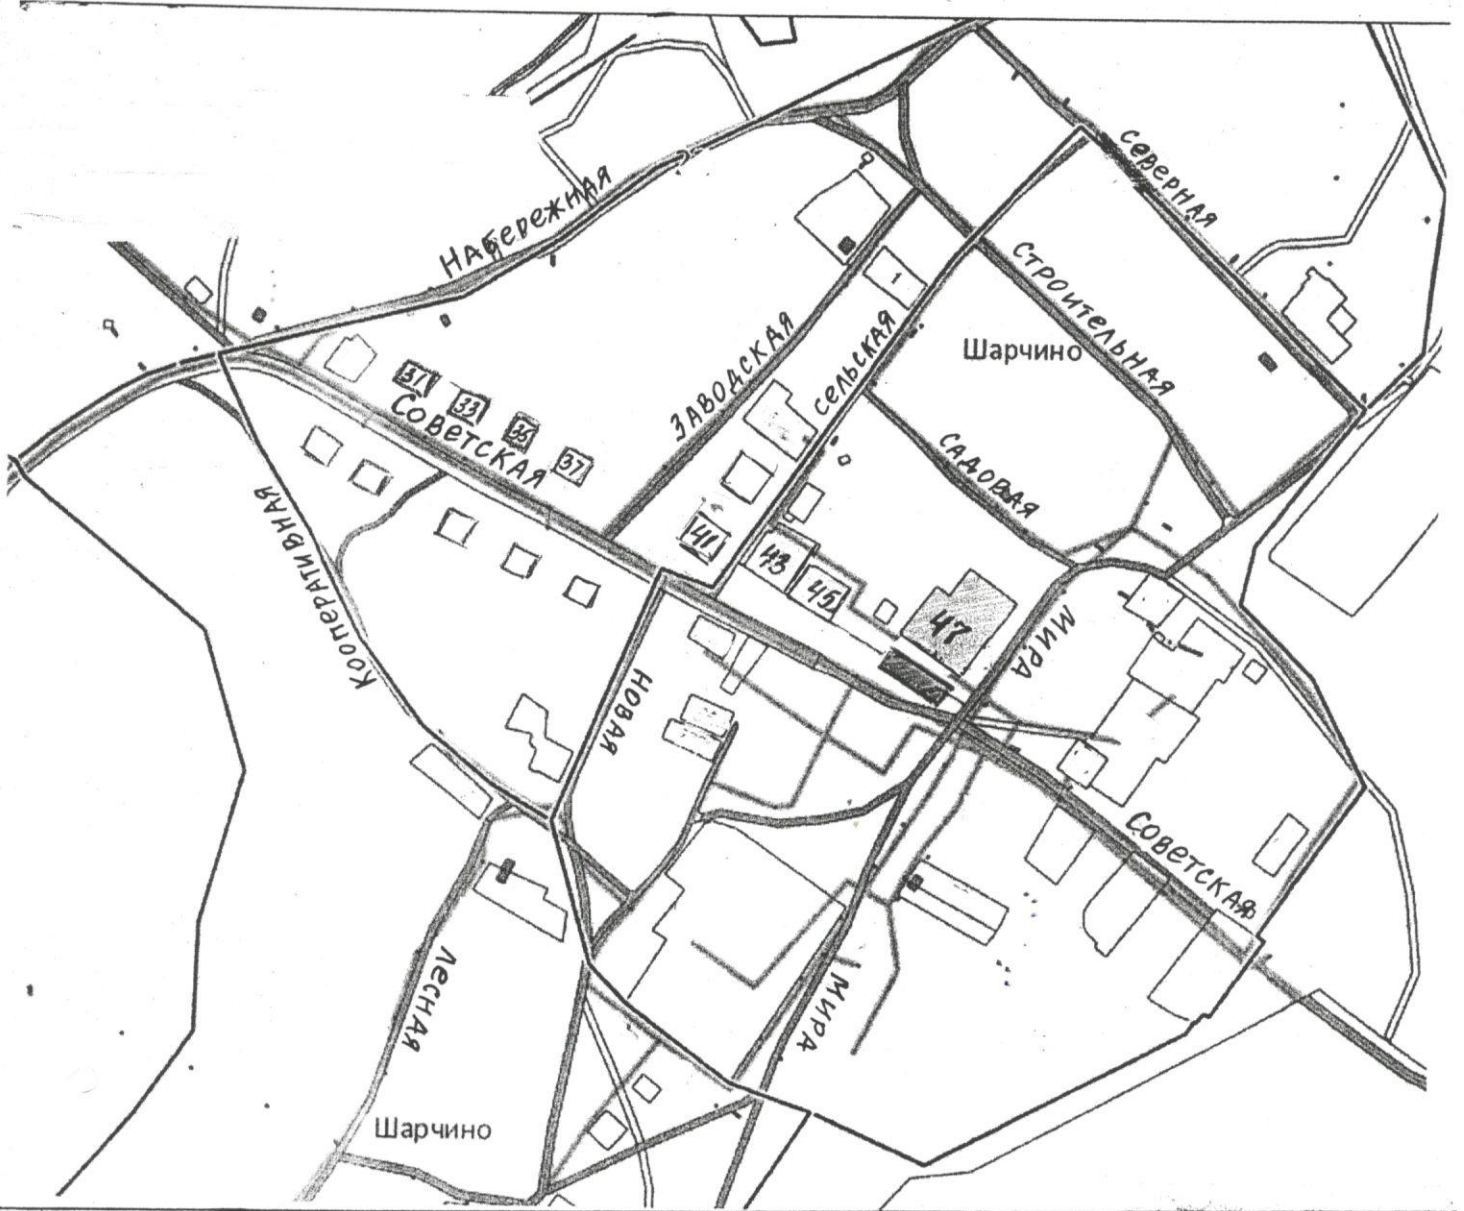 Северная
Набережная
Строительная
1
Заводская
Сельская
Шарчино
31
33
35
37
Советская
Садовая
Кооперативная
41
43
45
47
Мира
Новая
Советская
Лесная
Мира
Шарчино